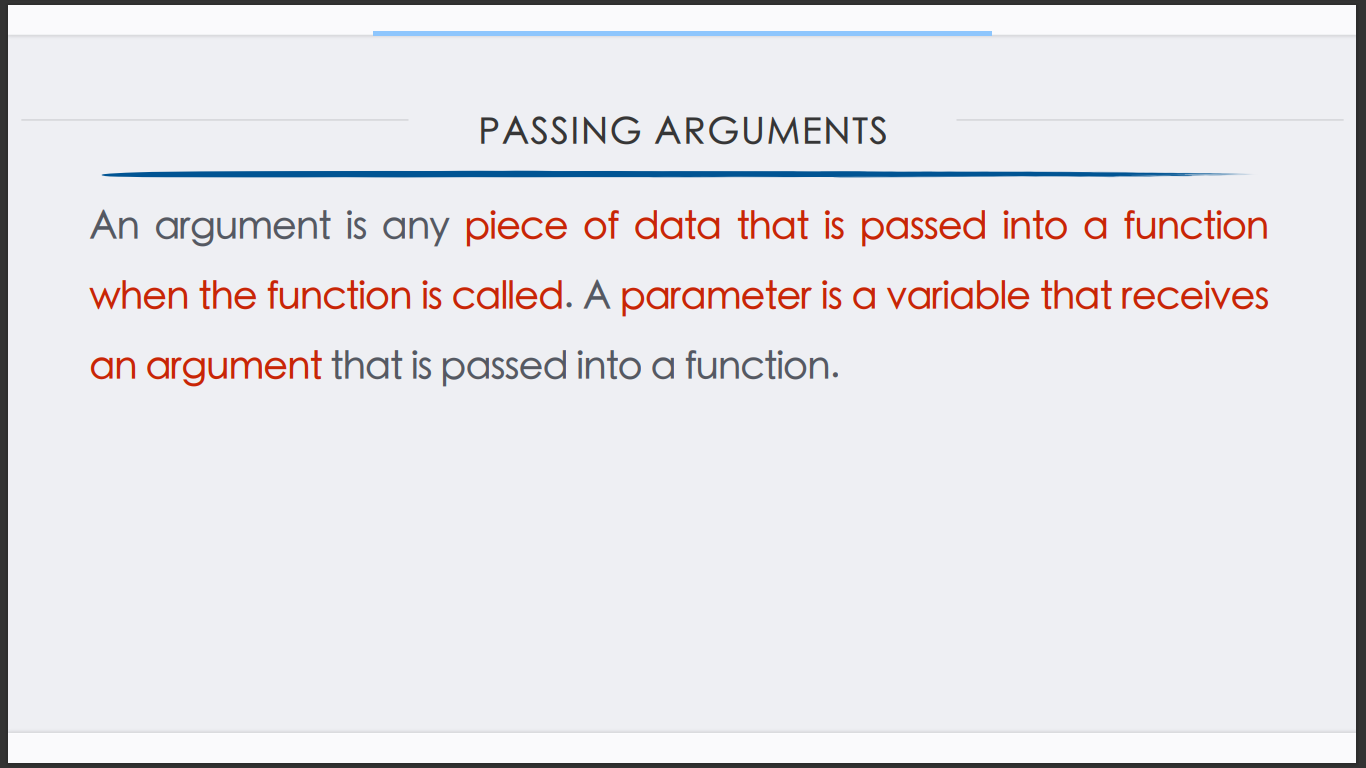 PASSING ARGUMENTS
An argument is any piece of data that is passed into a function
when the function is called. A parameter is a variable that receives
an argument that is passed into a function.